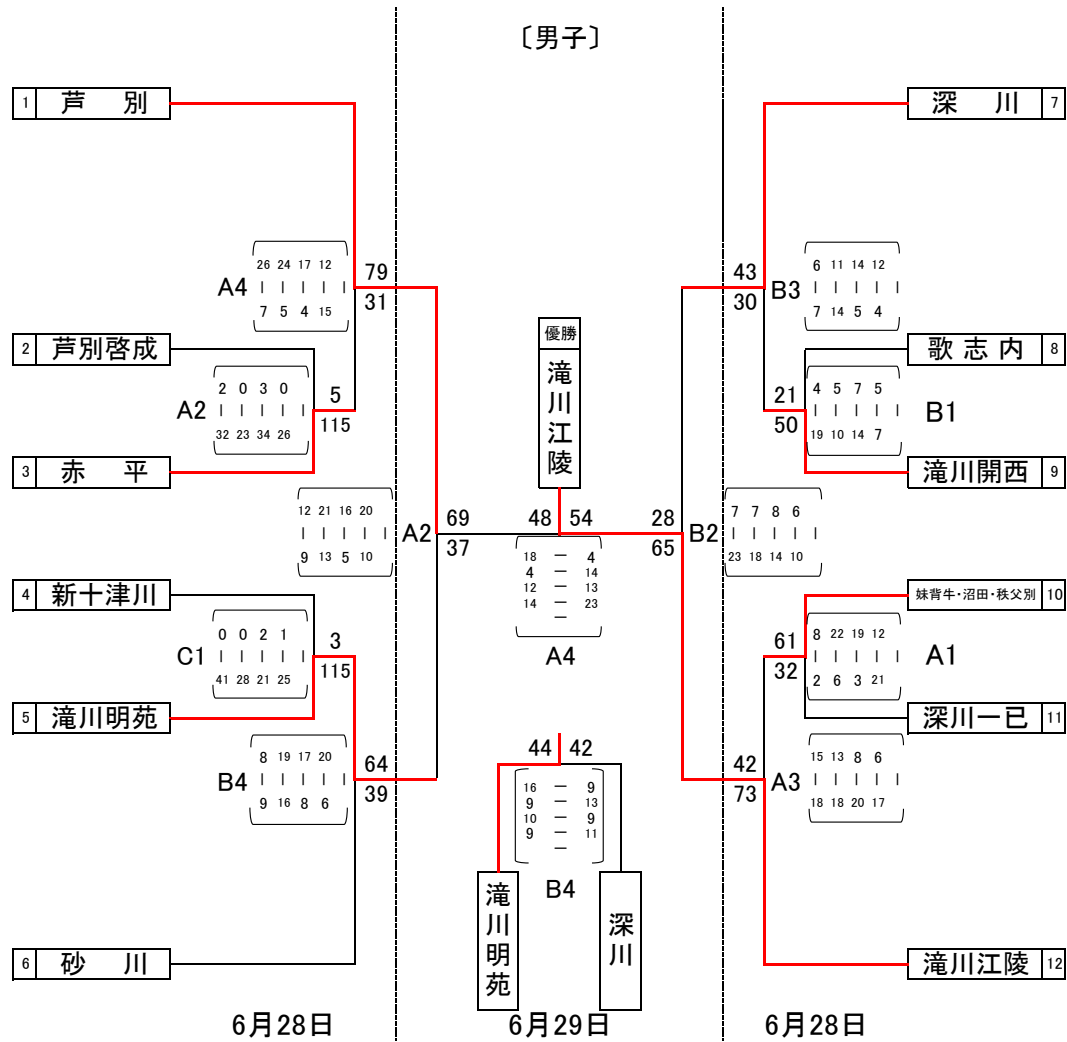 〔男子〕
1 芦 別
26 24 17 12
A4
7 5 4 15
79
31
2 芦別啓成
2 0 3 0
A2
32 23 34 26
5
115
3 赤 平
12 21 16 20
A2
9 13 5 10
69
37
4 新十津川
0 0 2 1
C1
41 28 21 25
3
115
5 滝川明苑
8 19 17 20
B4
9 16 8 6
64
39
6 砂 川
6月28日
優勝
滝川江陵
48 54
18 — 4
4 — 14
12 — 13
14 — 23
—
A4
44 42
16 — 9
9 — 13
10 — 9
9 — 11
—
B4
滝川明苑
深川
6月29日
深 川 7
43
30
B3
6 11 14 12
7 14 5 4
歌志内 8
21
50
4 5 7 5
19 10 14 7
B1
滝川開西 9
28
65
B2
7 7 8 6
23 18 14 10
妹背牛・沼田・秩父別 10
61
32
8 22 19 12
2 6 3 21
A1
深川一已 11
42
73
A3
15 13 8 6
18 18 20 17
滝川江陵 12
6月28日